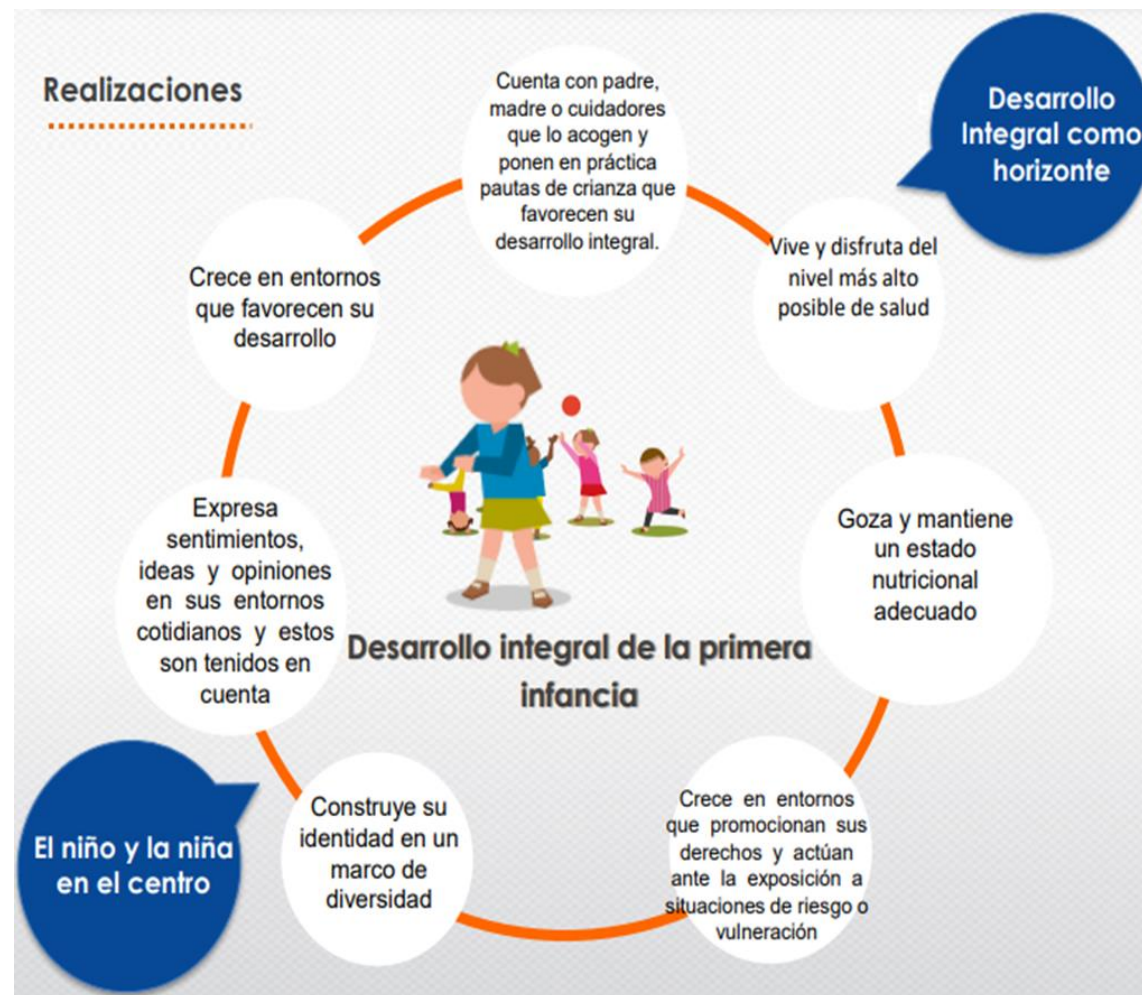 Realizaciones
Cuenta con padre,
madre o cuidadores
que lo acogen y
ponen en práctica
pautas de crianza que
favorecen su
desarrollo integral.
Desarrollo
Integral como
horizonte
Vive y disfruta del
nivel más alto
posible de salud
Goza y mantiene
un estado
nutricional
adecuado
Crece en entornos
que promocionan sus
derechos y actúan
ante la exposición a
situaciones de riesgo o
vulneración
Construye su
identidad en un
marco de
diversidad
El niño y la niña
en el centro
Expresa
sentimientos,
ideas y opiniones
en sus entornos
cotidianos y estos
son tenidos en
cuenta
Crece en entornos
que favorecen su
desarrollo
Desarrollo integral de la primera
infancia